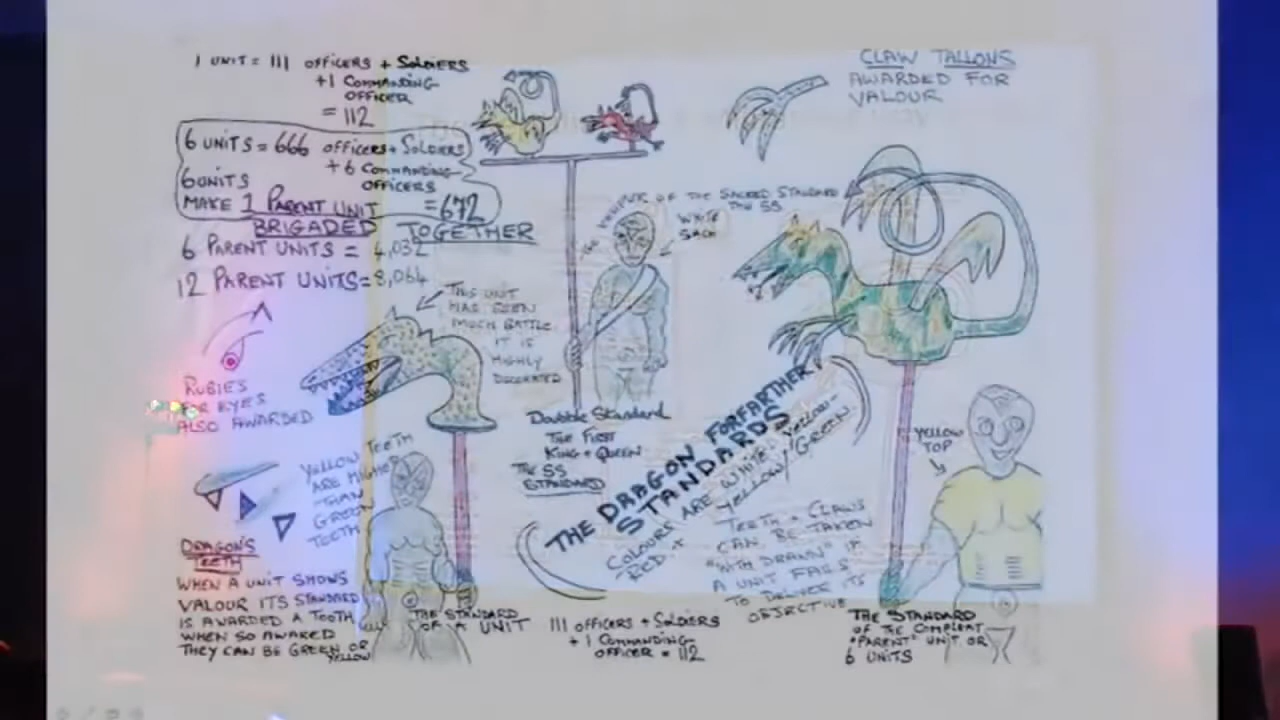 1 UNIT = 111 OFFICERS + SOLDIERS
+1 COMMANDING
OFFICER
= 112
6 UNITS = 666 OFFICERS + SOLDIERS
+ 6 COMMANDING
OFFICERS
6 UNITS
MAKE 1 PARENT UNIT = 672
BRIGADED TOGETHER
6 PARENT UNITS = 4,032
12 PARENT UNITS = 8,064
CLAW TALLONS
AWARDED FOR
VALOUR
OF THE SACRED STANDARD
THE SS
WHITE
SASH
THIS UNIT
HAS SEEN
MUCH BATTLE
IT IS
HIGHLY
DECORATED
RUBIES
FOR EYES
ALSO AWARDED
YELLOW TEETH
ARE HIGHER
THAN
GREEN
TEETH
DRAGON'S
TEETH
WHEN A UNIT SHOWS
VALOUR ITS STANDARD
IS AWARDED A TOOTH
WHEN SO AWARED
THEY CAN BE GREEN OR
YELLOW
THE STANDARD
OF A UNIT
Double Standard
THE FIRST
KING + QUEEN
THE SS
STANDARD
THE DRAGON FORFARTHER
STANDARDS
COLOURS ARE WHITE YELLOW-
RED + YELLOW/GREEN
TEETH + CLAWS
CAN BE TAKEN
"WITH DRAWN" IF
A UNIT FAILS
TO DELIVER ITS
OBJECTIVE
111 OFFICERS + SOLDIERS
+ 1 COMMANDING
OFFICER = 112
YELLOW
TOP
THE STANDARD
OF THE COMPLEAT
"PARENT" UNIT OR
6 UNITS